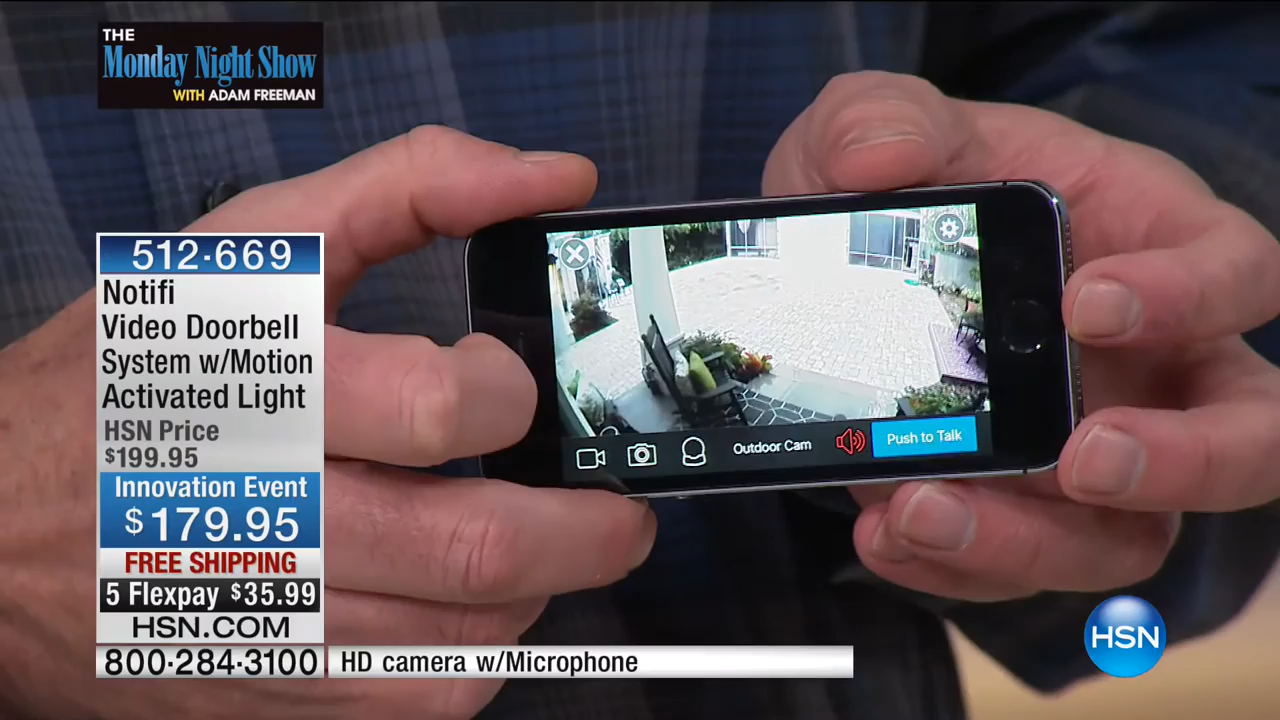 THE
Monday Night Show
WITH ADAM FREEMAN
512-669
Notifi
Video Doorbell
System w/Motion
Activated Light
HSN Price
$199.95
Innovation Event
$179.95
FREE SHIPPING
5 Flexpay $35.99
HSN.COM
800-284-3100
HD camera w/Microphone
Outdoor Cam
Push to Talk
HSN